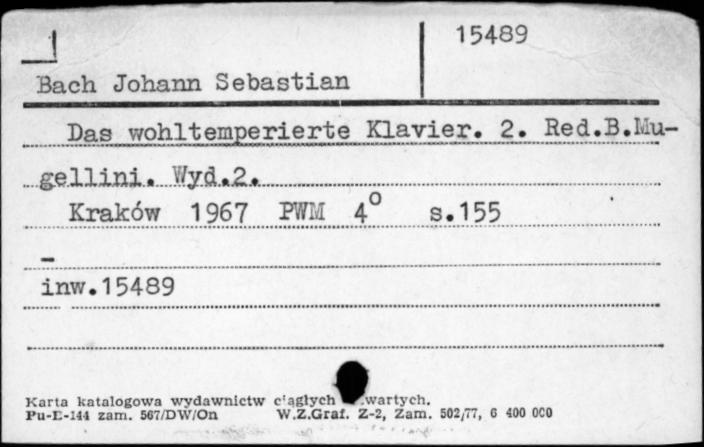 15489
Bach Johann Sebastian
Das wohltemperierte Klavier. 2. Red.B.Mu-
gellini. Wyd.2.
Kraków 1967 PWM 4° s.155
inw.15489
Karta katalogowa wydawnictw ciągłych wartych.
Pu-E-144 zam. 567/DW/On W.Z.Graf. Z-2, Zam. 502/77, 6 400 000